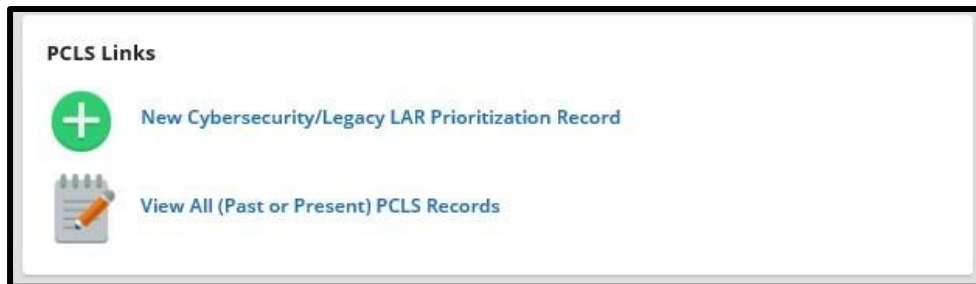 PCLS Links
New Cybersecurity/Legacy LAR Prioritization Record
View All (Past or Present) PCLS Records